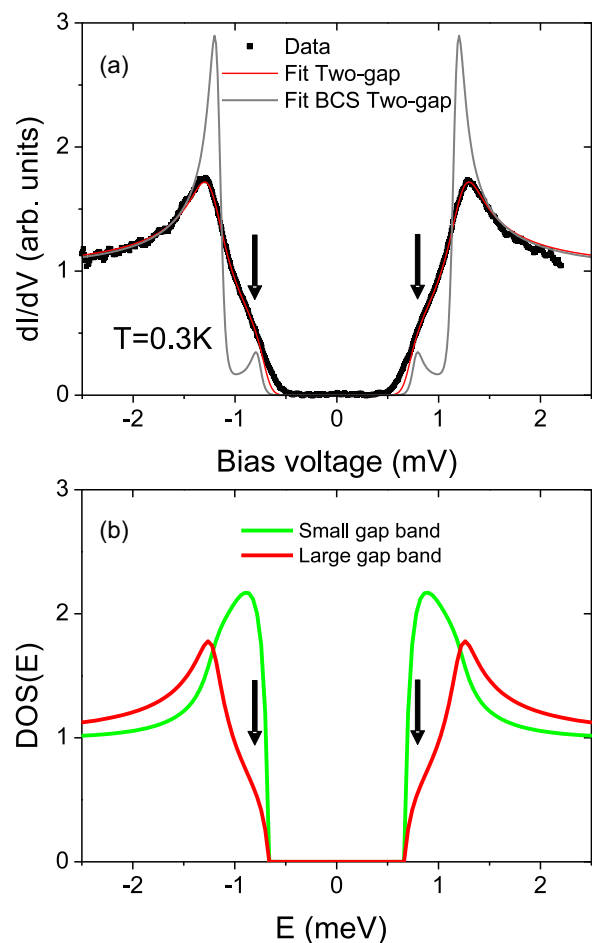 (a)
Data
Fit Two-gap
Fit BCS Two-gap
T=0.3K
dI/dV (arb. units)
3
2
1
0
-2 -1 0 1 2
Bias voltage (mV)
(b)
Small gap band
Large gap band
DOS(E)
3
2
1
0
-2 -1 0 1 2
E (meV)